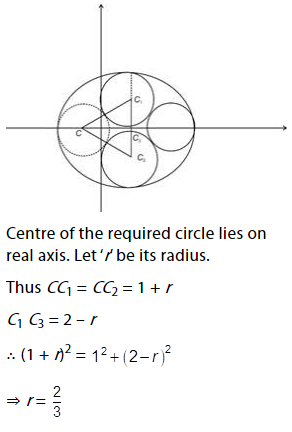 C₁
C
C₃
C₂
Centre of the required circle lies on
real axis. Let ‘r’ be its radius.
Thus CC₁ = CC₂ = 1 + r
C₁ C₃ = 2 − r
∴ (1 + r)² = 1² + (2−r)²
⇒ r = 2/3